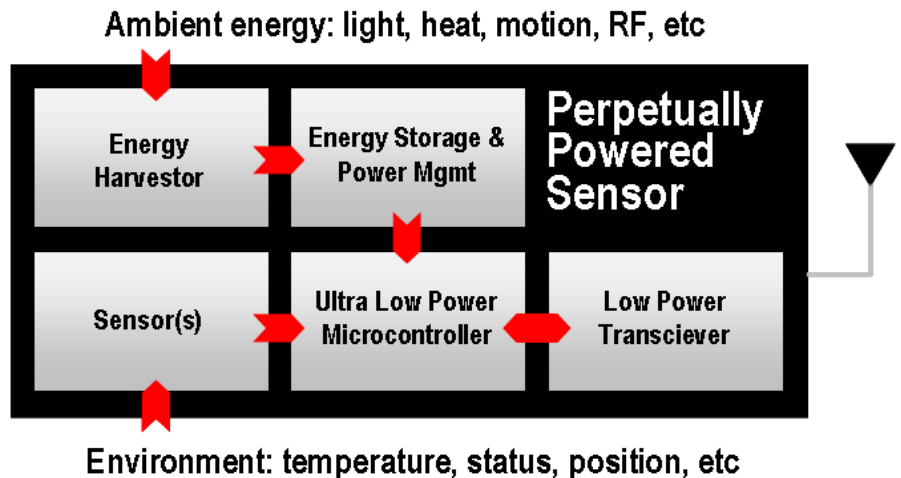 Ambient energy: light, heat, motion, RF, etc
Energy
Harvestor
Energy Storage &
Power Mgmt
Perpetually
Powered
Sensor
Sensor(s)
Ultra Low Power
Microcontroller
Low Power
Transciever
Environment: temperature, status, position, etc